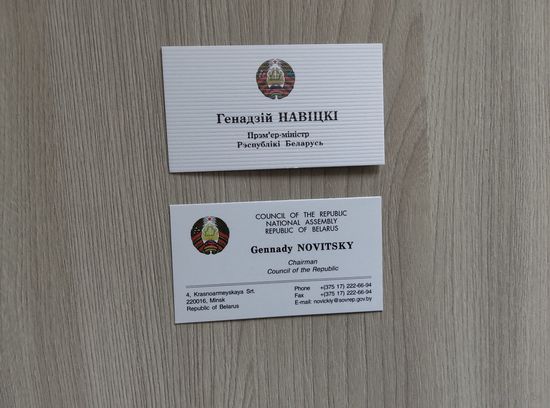 Генадзій НАВІЦКІ
Прэм'ер-міністр
Рэспублікі Беларусь
COUNCIL OF THE REPUBLIC
NATIONAL ASSEMBLY
REPUBLIC OF BELARUS
Gennady NOVITSKY
Chairman
Council of the Republic
4, Krasnoarmeyskaya Srt.
220016, Minsk
Republic of Belarus
Phone +(375 17) 222-66-94
Fax +(375 17) 222-66-94
E-mail: novickiy@sovrep.gov.by